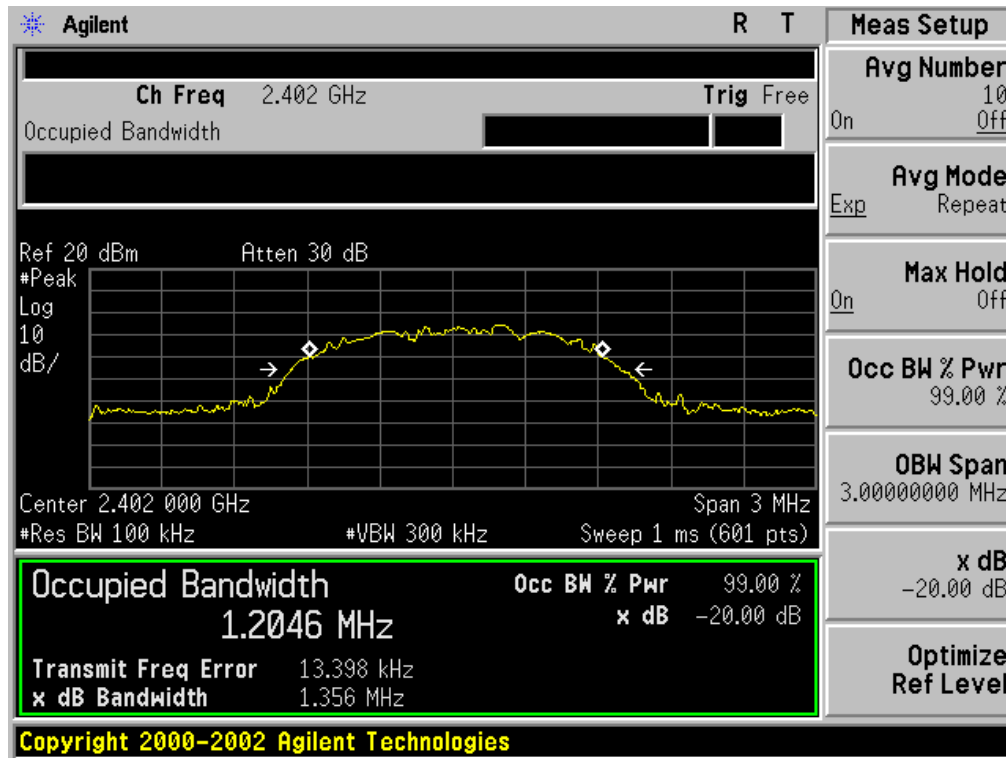 Agilent R T
Ch Freq 2.402 GHz Trig Free
Occupied Bandwidth
Ref 20 dBm Atten 30 dB
#Peak
Log
10
dB/
Center 2.402 000 GHz Span 3 MHz
#Res BW 100 kHz #VBW 300 kHz Sweep 1 ms (601 pts)
Occupied Bandwidth Occ BW % Pwr 99.00 %
1.2046 MHz x dB -20.00 dB
Transmit Freq Error 13.398 kHz
x dB Bandwidth 1.356 MHz
Copyright 2000-2002 Agilent Technologies
Meas Setup
Avg Number
10
On Off
Avg Mode
Exp Repeat
Max Hold
On Off
Occ BW % Pwr
99.00 %
OBW Span
3.00000000 MHz
x dB
-20.00 dB
Optimize
Ref Level